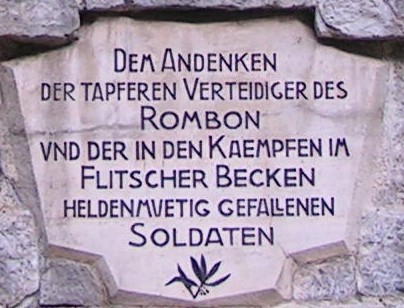 DEM ANDENKEN
DER TAPFEREN VERTEIDIGER DES
ROMBON
VND DER IN DEN KAEMPFEN IM
FLITSCHER BECKEN
HELDENMVETIG GEFALLENEN
SOLDATEN